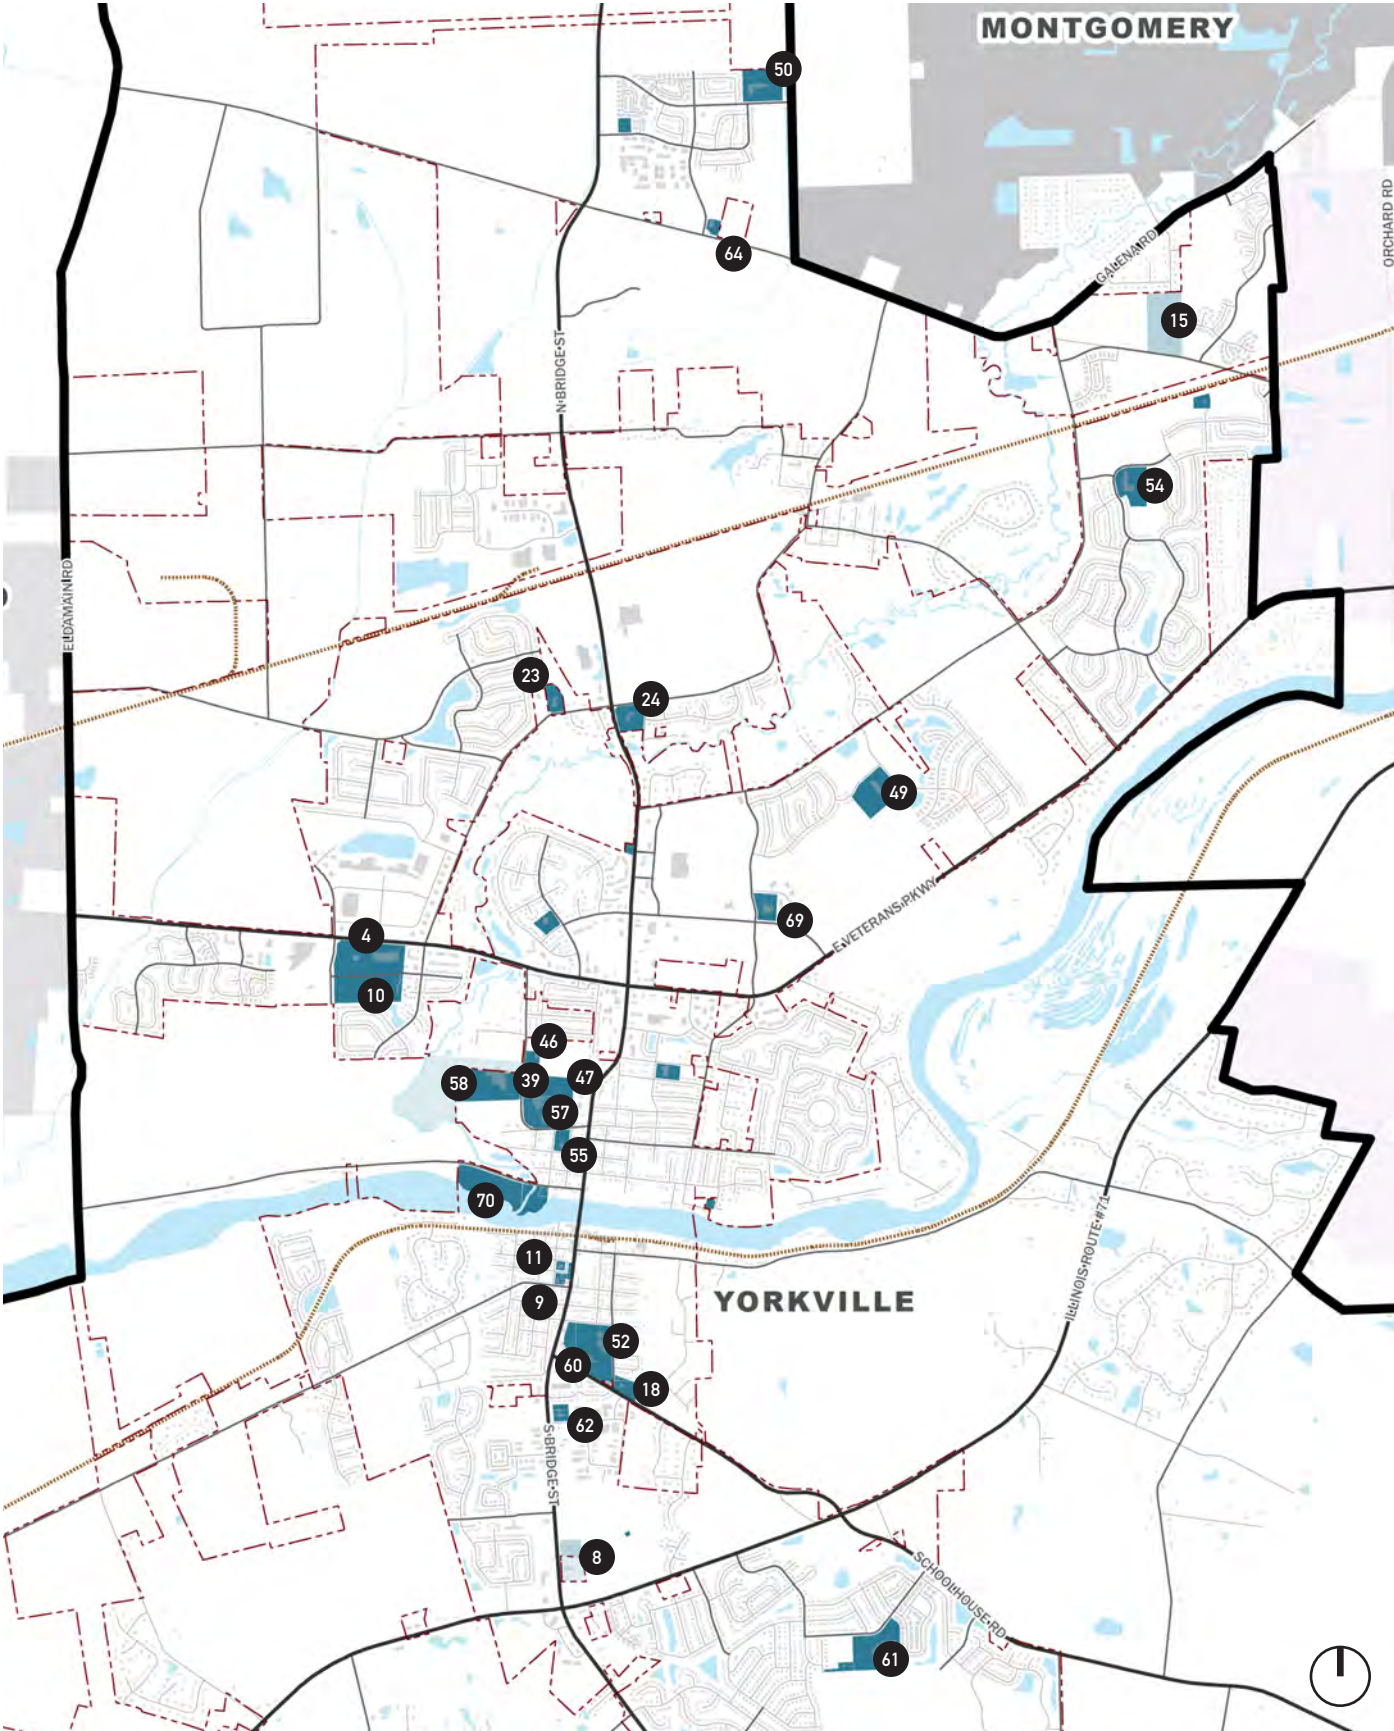 MONTGOMERY
50
ORCHARD RD
64
GALENA RD
15
N BRIDGE ST
54
ELDAMAIN RD
23
24
49
69
E VETERANS PKWY
4
10
46
58
39
47
57
55
70
11
ILLINOIS ROUTE #71
9
YORKVILLE
52
60
18
62
S BRIDGE ST
8
SCHOOLHOUSE RD
61